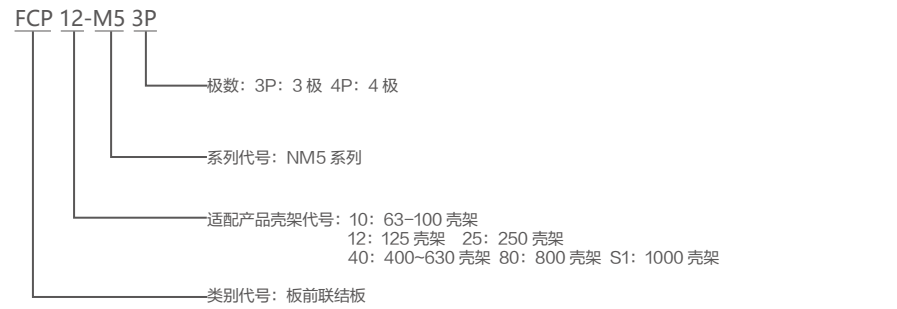 FCP 12-M5 3P
极数：3P：3 极 4P：4 极
系列代号：NM5 系列
适配产品壳架代号：10：63-100 壳架
12：125 壳架 25：250 壳架
40：400~630 壳架 80：800 壳架 S1：1000 壳架
类别代号：板前联结板